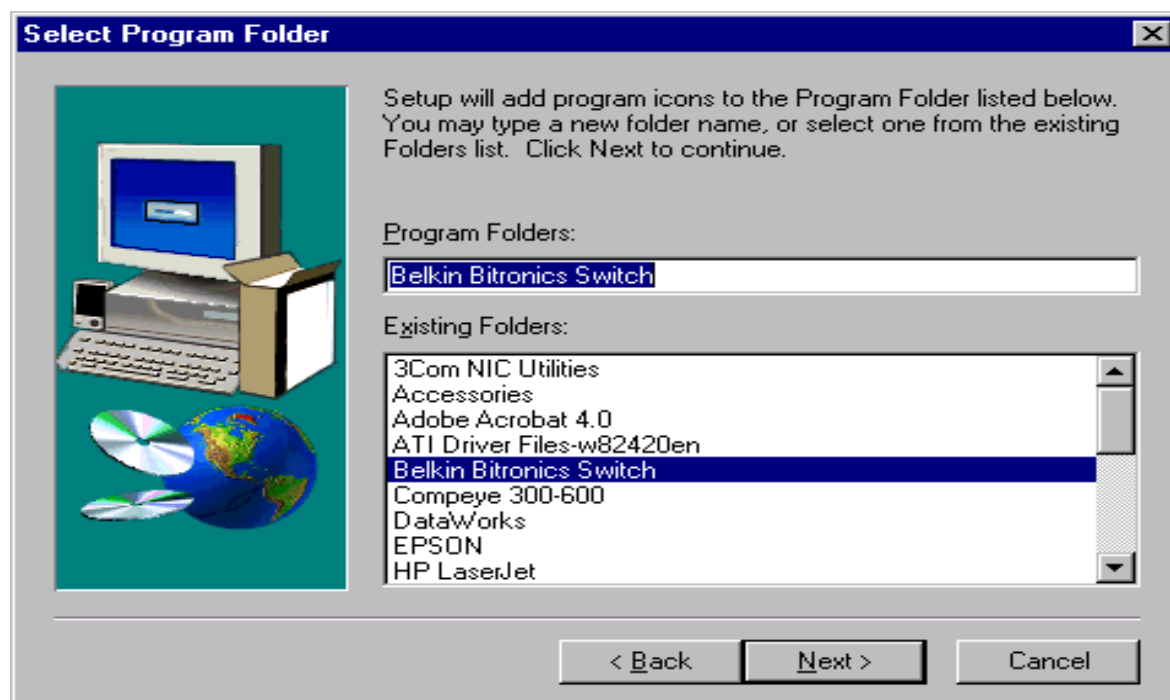 Select Program Folder
Setup will add program icons to the Program Folder listed below.
You may type a new folder name, or select one from the existing
Folders list.  Click Next to continue.
Program Folders:
Belkin Bitronics Switch
Existing Folders:
3Com NIC Utilities
Accessories
Adobe Acrobat 4.0
ATI Driver Files-w82420en
Belkin Bitronics Switch
Compeye 300-600
DataWorks
EPSON
HP LaserJet
< Back    Next >    Cancel